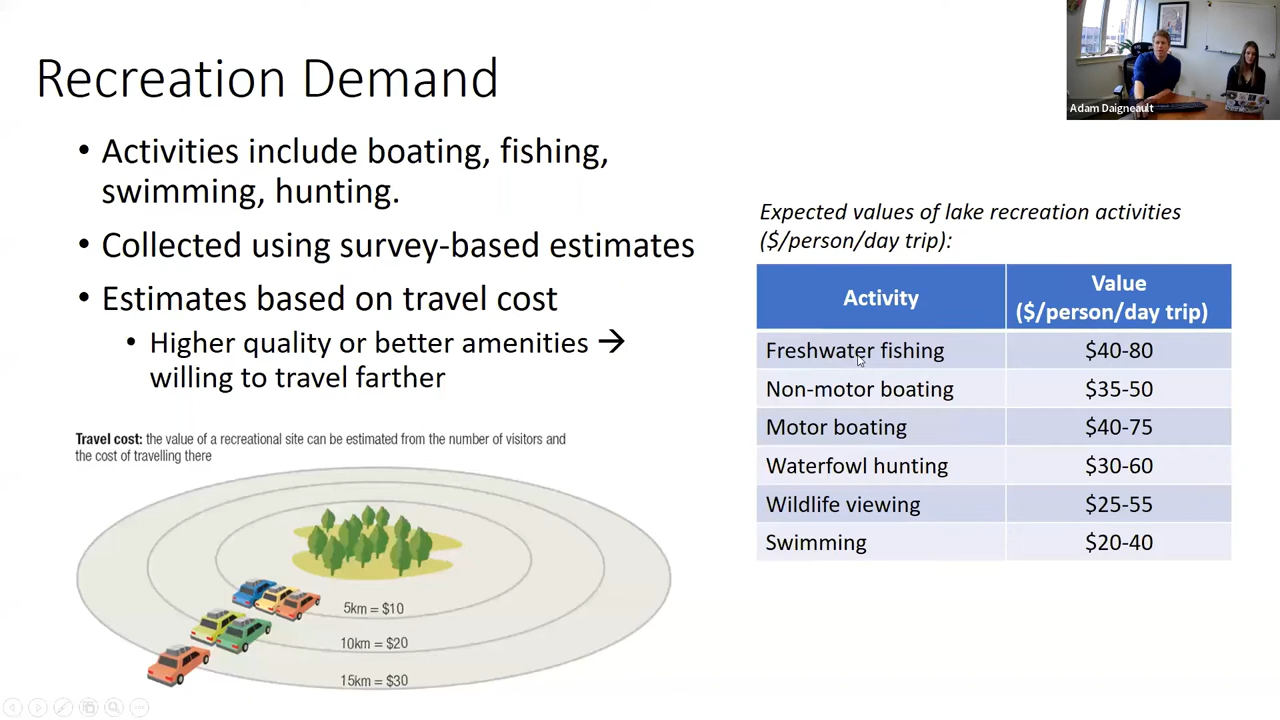 Recreation Demand
• Activities include boating, fishing,
swimming, hunting.
• Collected using survey-based estimates
• Estimates based on travel cost
• Higher quality or better amenities →
willing to travel farther
Travel cost: the value of a recreational site can be estimated from the number of visitors and
the cost of travelling there
5km = $10
10km = $20
15km = $30
Adam Daigneault
Expected values of lake recreation activities
($/person/day trip):
Activity Value
($/person/day trip)
Freshwater fishing $40-80
Non-motor boating $35-50
Motor boating $40-75
Waterfowl hunting $30-60
Wildlife viewing $25-55
Swimming $20-40